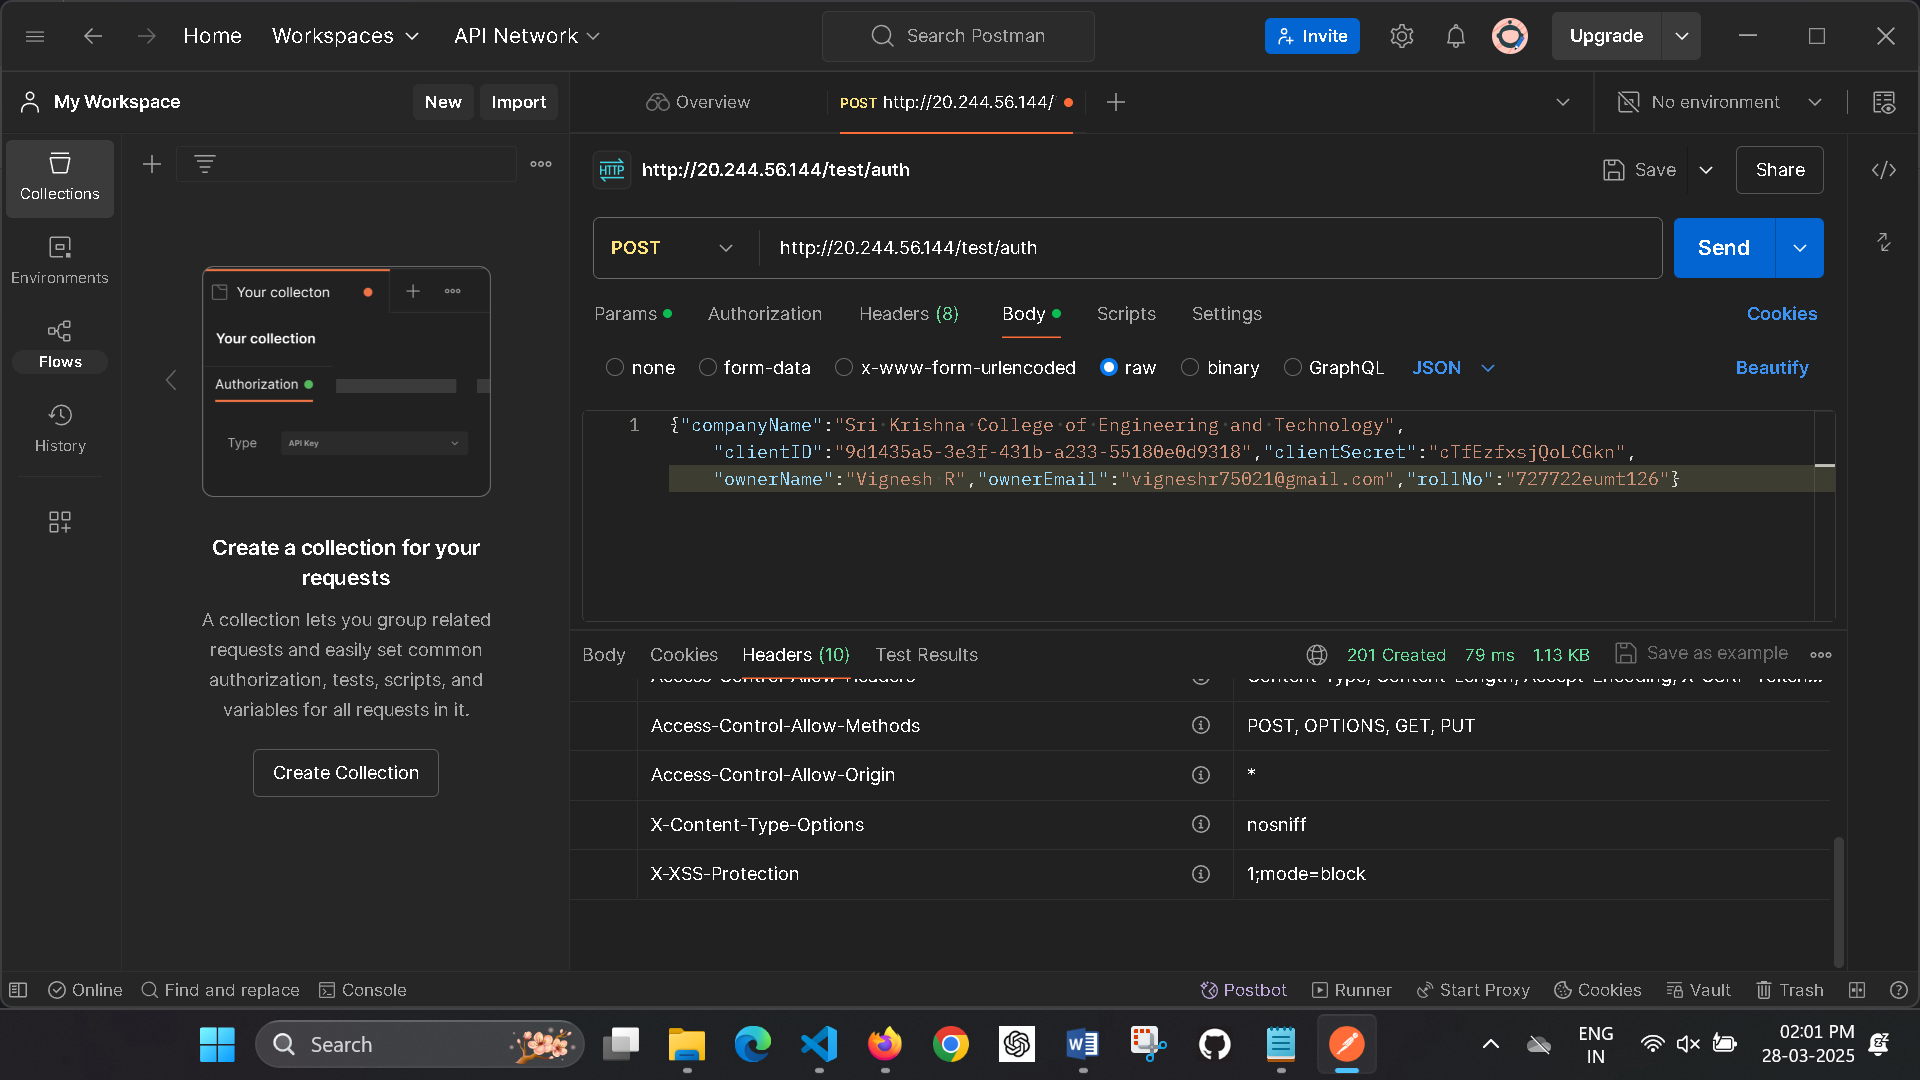 Home
Workspaces
API Network
Search Postman
Invite
Upgrade
My Workspace
New
Import
Overview
POST http://20.244.56.144/
No environment
Collections
Environments
Flows
History
Your collecton
Your collection
Authorization
Type
API Key
Create a collection for your
requests
A collection lets you group related
requests and easily set common
authorization, tests, scripts, and
variables for all requests in it.
Create Collection
HTTP
http://20.244.56.144/test/auth
Save
Share
POST
http://20.244.56.144/test/auth
Send
Params
Authorization
Headers (8)
Body
Scripts
Settings
Cookies
none
form-data
x-www-form-urlencoded
raw
binary
GraphQL
JSON
Beautify
1
{"companyName":"Sri Krishna College of Engineering and Technology",
"clientID":"9d1435a5-3e3f-431b-a233-55180e0d9318","clientSecret":"cTfEzfxsjQoLCGkn",
"ownerName":"Vignesh R","ownerEmail":"vigneshr75021@gmail.com","rollNo":"727722eumt126"}
Body
Cookies
Headers (10)
Test Results
201 Created
79 ms
1.13 KB
Save as example
Access-Control-Allow-Headers
Content-Type, Content-Length, Accept-Encoding, X-CSRF-Token...
Access-Control-Allow-Methods
POST, OPTIONS, GET, PUT
Access-Control-Allow-Origin
*
X-Content-Type-Options
nosniff
X-XSS-Protection
1;mode=block
Online
Find and replace
Console
Postbot
Runner
Start Proxy
Cookies
Vault
Trash
Search
ENG
IN
02:01 PM
28-03-2025